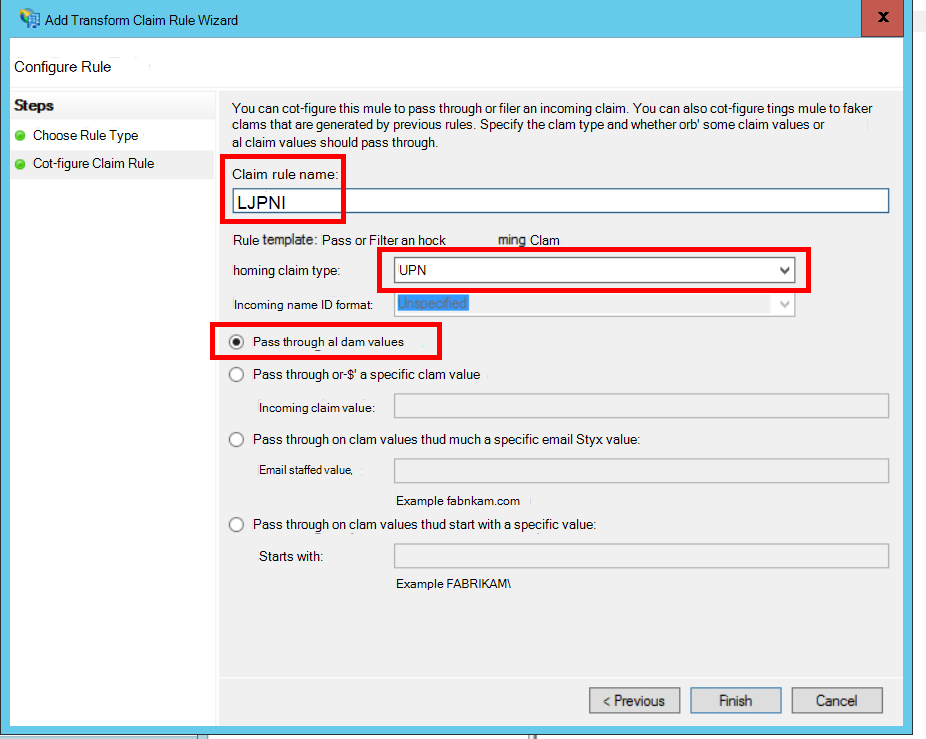 Add Transform Claim Rule Wizard
x
Configure Rule
Steps
Choose Rule Type
Cot-figure Claim Rule
You can cot-figure this mule to pass through or filer an incoming claim. You can also cot-figure tings mule to faker
clams that are generated by previous rules. Specify the clam type and whether orb' some claim values or
al claim values should pass through.
Claim rule name:
LJPNI
Rule template: Pass or Filter an hock ming Clam
homing claim type:
UPN
Incoming name ID format:
Unspecified
Pass through al dam values
Pass through or-$' a specific clam value
Incoming claim value:
Pass through on clam values thud much a specific email Styx value:
Email staffed value,
Example fabnkam.com
Pass through on clam values thud start with a specific value:
Starts with:
Example FABRIKAM\
< Previous
Finish
Cancel